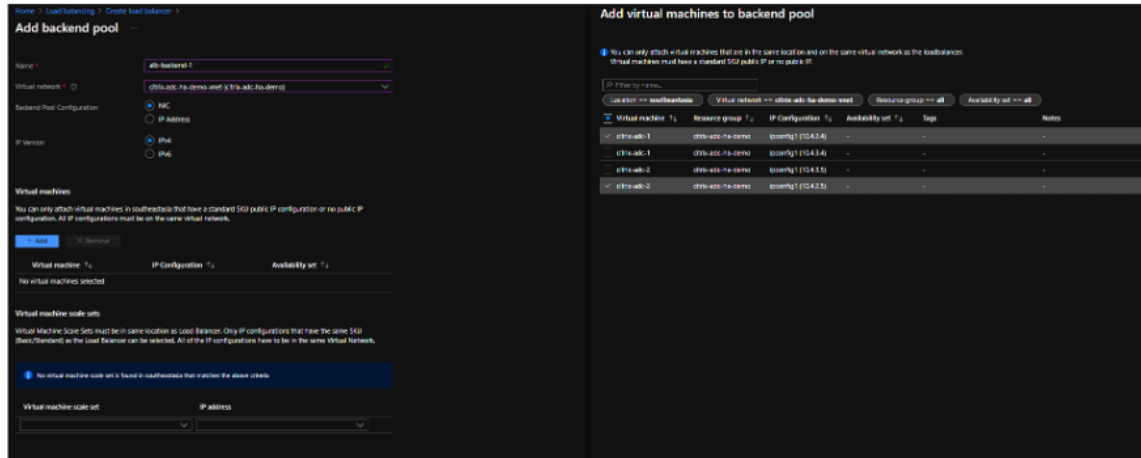 Home > Load balancing > Create load balancer >
Add backend pool ...
Name *
alb-backend-1
Virtual network *
citrix-adc-ha-demo-vnet (citrix-adc-ha-demo)
Backend Pool Configuration
NIC
IP Address
IP Version
IPv4
IPv6
Virtual machines
You can only attach virtual machines in southeastasia that have a standard SKU public IP configuration or no public IP
configuration. All IP configurations must be on the same virtual network.
+ Add
Remove
Virtual machine ↑↓ IP Configuration ↑↓ Availability set ↑↓
No virtual machines selected
Virtual machine scale sets
Virtual Machine Scale Sets must be in same location as Load Balancer. Only IP configurations that have the same SKU
(Basic/Standard) as the Load Balancer can be selected. All of the IP configurations have to be in the same Virtual Network.
No virtual machine scale set is found in southeastasia that matches the above criteria
Virtual machine scale set IP address
Add virtual machines to backend pool
You can only attach virtual machines that are in the same location and on the same virtual network as the loadbalancer.
Virtual machines must have a standard SKU public IP or no public IP.
Filter by name...
Location == southeastasia Virtual network == citrix-adc-ha-demo-vnet Resource group == all Availability set == all
Virtual machine ↑↓ Resource group ↑↓ IP Configuration ↑↓ Availability set ↑↓ Tags Notes
citrix-adc-1 citrix-adc-ha-demo ipconfig1 (10.4.2.4) - - -
citrix-adc-1 citrix-adc-ha-demo ipconfig1 (10.4.3.4) - - -
citrix-adc-2 citrix-adc-ha-demo ipconfig1 (10.4.3.5) - - -
citrix-adc-2 citrix-adc-ha-demo ipconfig1 (10.4.2.5) - - -